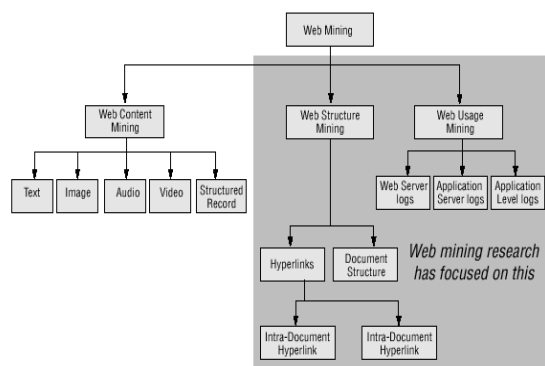 Web Mining
Web Content
Mining
Web Structure
Mining
Web Usage
Mining
Text
Image
Audio
Video
Structured
Record
Web Server
logs
Application
Server logs
Application
Level logs
Hyperlinks
Document
Structure
Web mining research
has focused on this
Intra-Document
Hyperlink
Intra-Document
Hyperlink